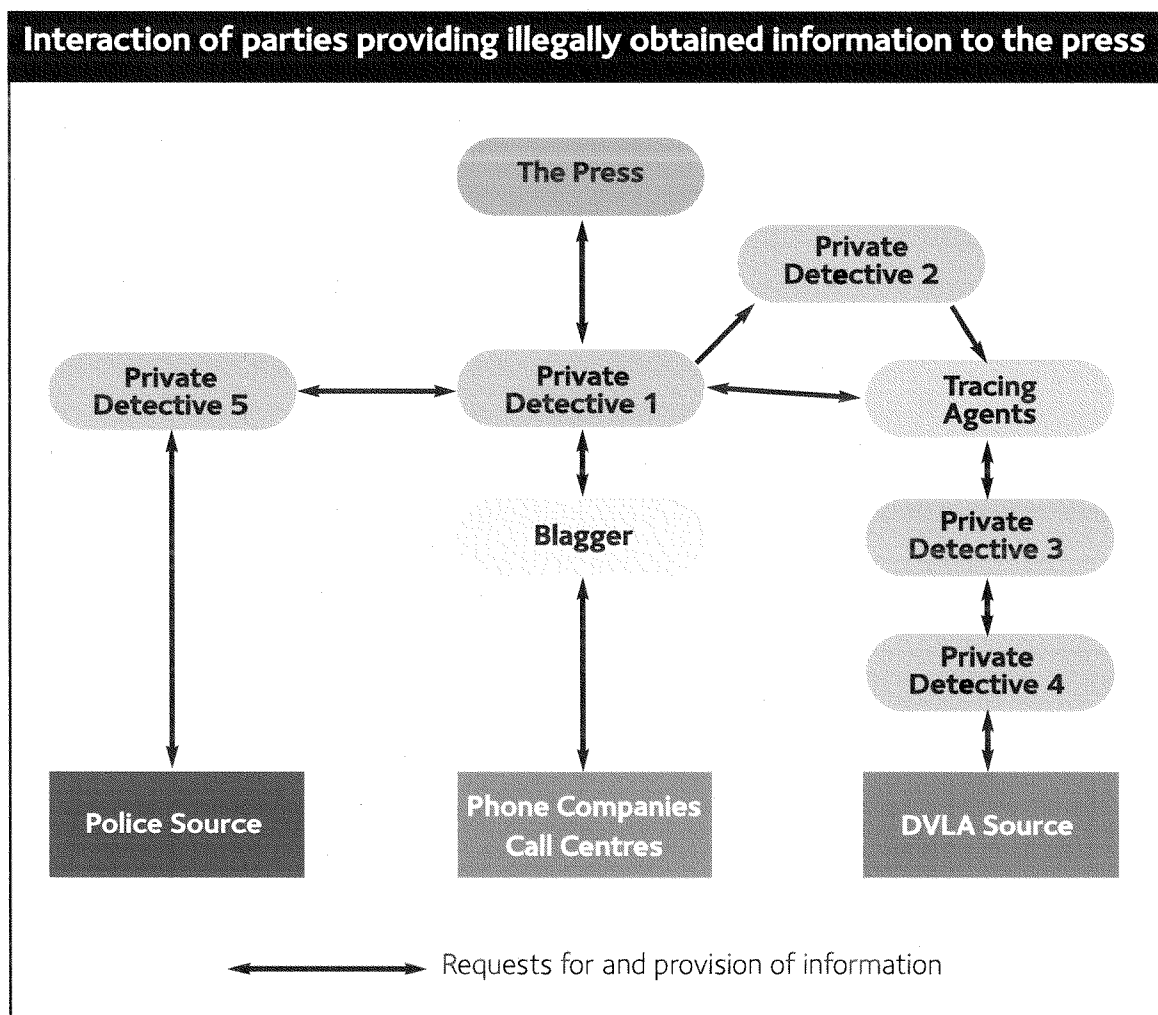 Interaction of parties providing illegally obtained information to the press
The Press
Private
Detective 2
Private
Detective 5
Private
Detective 1
Tracing
Agents
Blagger
Private
Detective 3
Private
Detective 4
Police Source
Phone Companies
Call Centres
DVLA Source
Requests for and provision of information